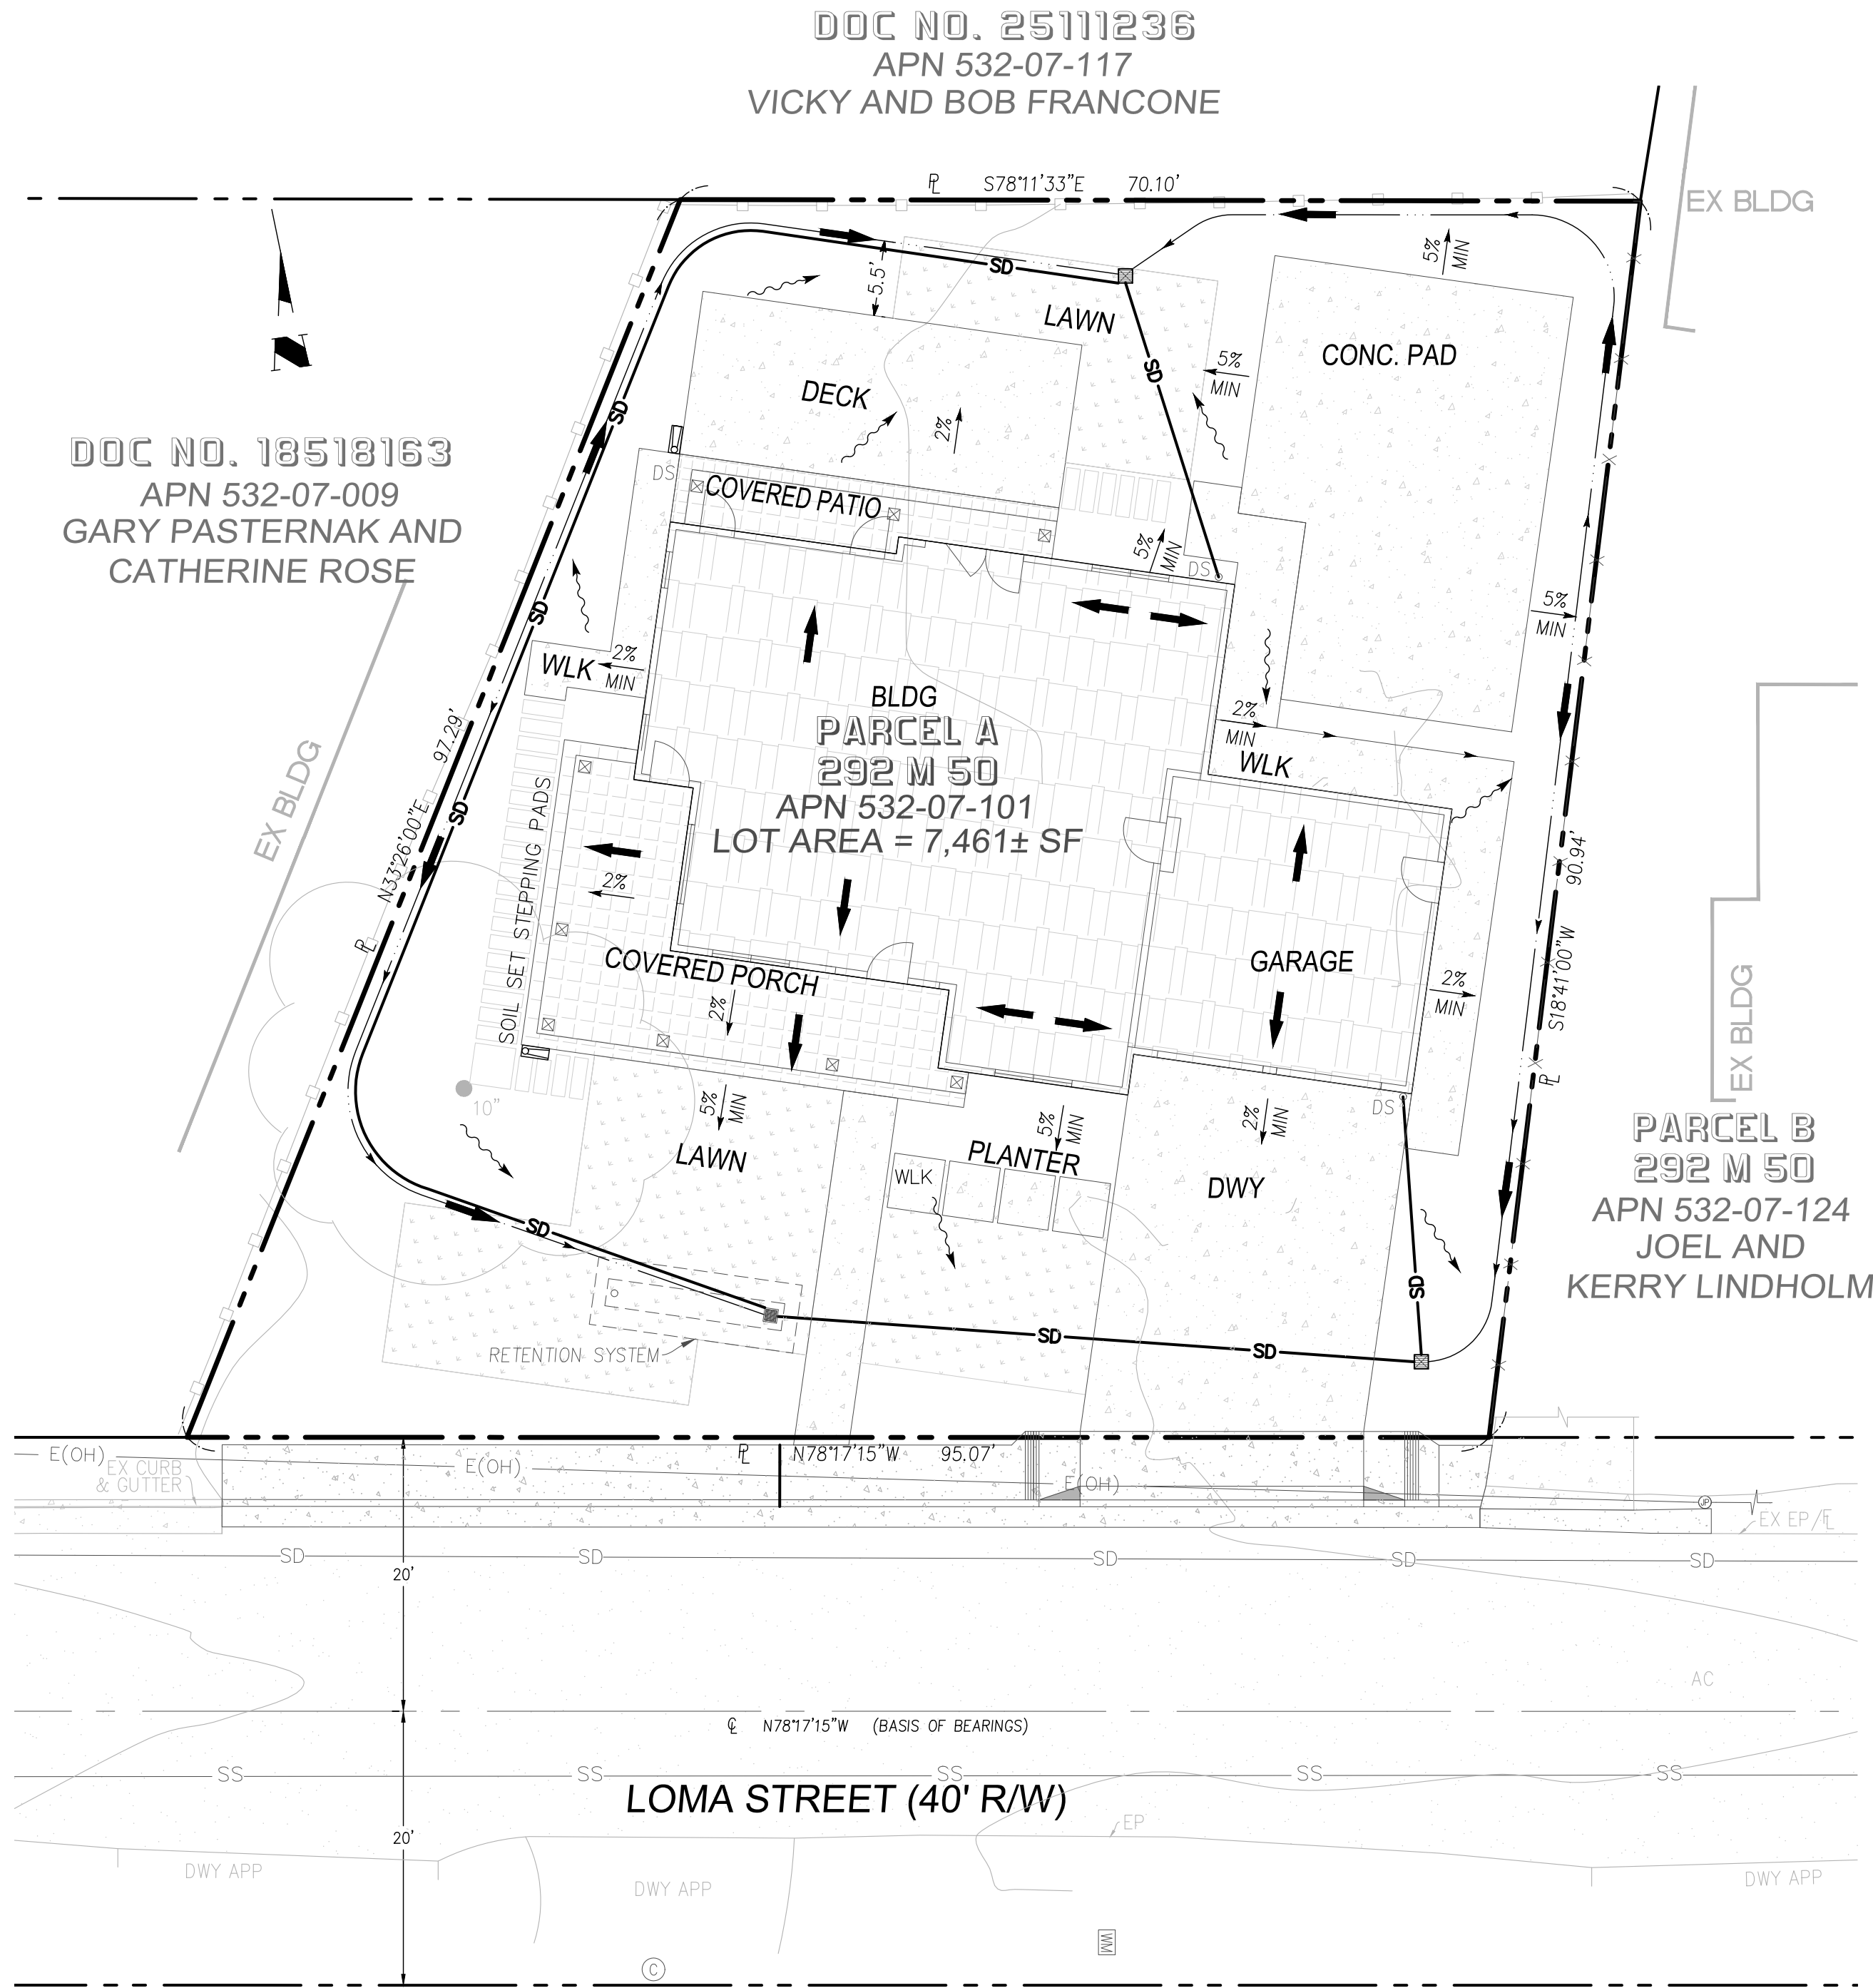 DOC NO. 25111236
APN 532-07-117
VICKY AND BOB FRANCONE
PL S78°11'33"E 70.10'
EX BLDG
SD
5.5'
LAWN
5%
MIN
N
SD
5%
MIN
CONC. PAD
DECK
2%
SD
DOC NO. 18518163
APN 532-07-009
GARY PASTERNAK AND
CATHERINE ROSE
DS
COVERED PATIO
5%
MIN
DS
SD
5%
MIN
WLK
2%
MIN
BLDG
PARCEL A
292 M 50
APN 532-07-101
LOT AREA = 7,461± SF
2%
MIN
WLK
EX BLDG
97.29'
N33°26'00"E
PL
SD
SOIL SET STEPPING PADS
2%
COVERED PORCH
2%
GARAGE
2%
MIN
90.94'
S18°41'00"W
PL
EX BLDG
10"
5%
MIN
LAWN
5%
MIN
PLANTER
WLK
2%
MIN
DWY
DS
PARCEL B
292 M 50
APN 532-07-124
JOEL AND
KERRY LINDHOLM
SD
SD
RETENTION SYSTEM
SD
SD
E(OH)
EX CURB
& GUTTER
E(OH)
PL N78°17'15"W 95.07'
E(OH)
JP
EX EP/FL
SD SD SD SD SD
20'
AC
CL N78°17'15"W (BASIS OF BEARINGS)
SS SS SS SS SS
LOMA STREET (40' R/W)
20'
EP
DWY APP
DWY APP
DWY APP
WM
C